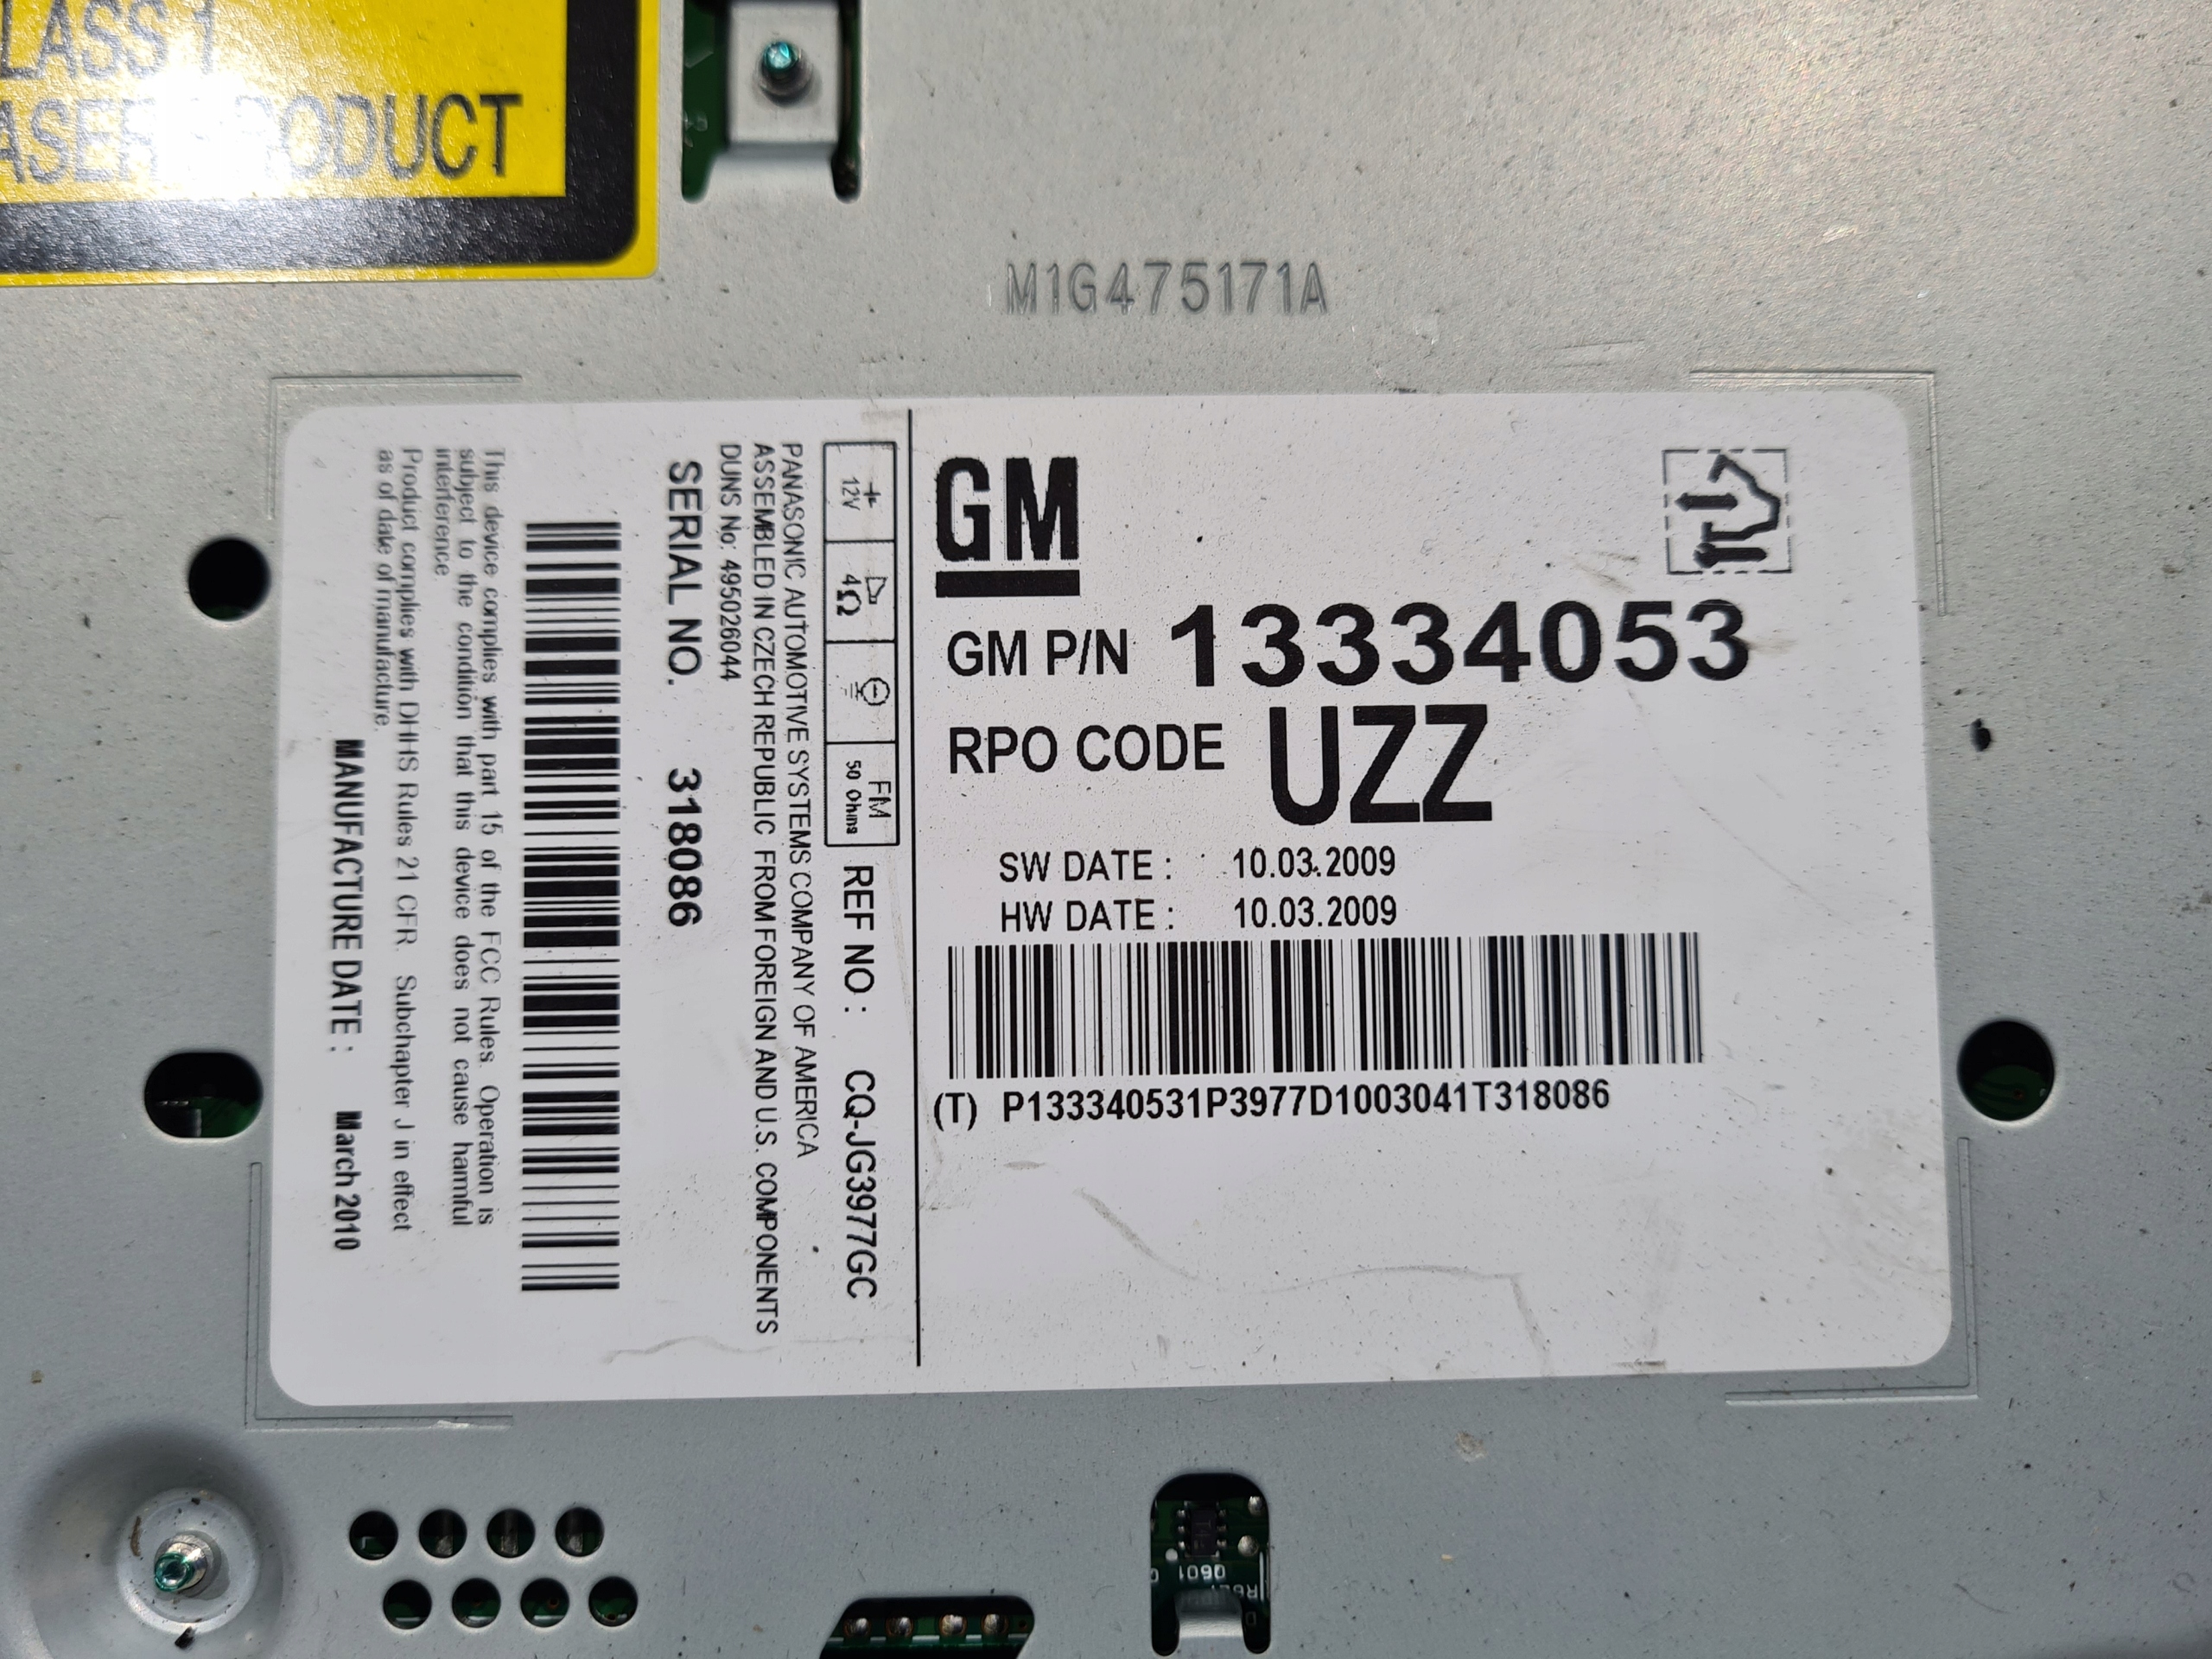 LASS 1
ASER PRODUCT
M1G475171A
GM
GM P/N 13334053
RPO CODE UZZ
SW DATE : 10.03.2009
HW DATE : 10.03.2009
(T) P133340531P3977D1003041T318086
+ 12V
4Ω
FM 50 Ohms
REF NO : CQ-JG3977GC
PANASONIC AUTOMOTIVE SYSTEMS COMPANY OF AMERICA
ASSEMBLED IN CZECH REPUBLIC FROM FOREIGN AND U.S. COMPONENTS
DUNS No: 495026044
SERIAL NO. 318086
This device complies with part 15 of the FCC Rules. Operation is
subject to the condition that this device does not cause harmful
interference
Product complies with DHHS Rules 21 CFR Subchapter J in effect
as of date of manufacture.
MANUFACTURE DATE : March 2010
Q601